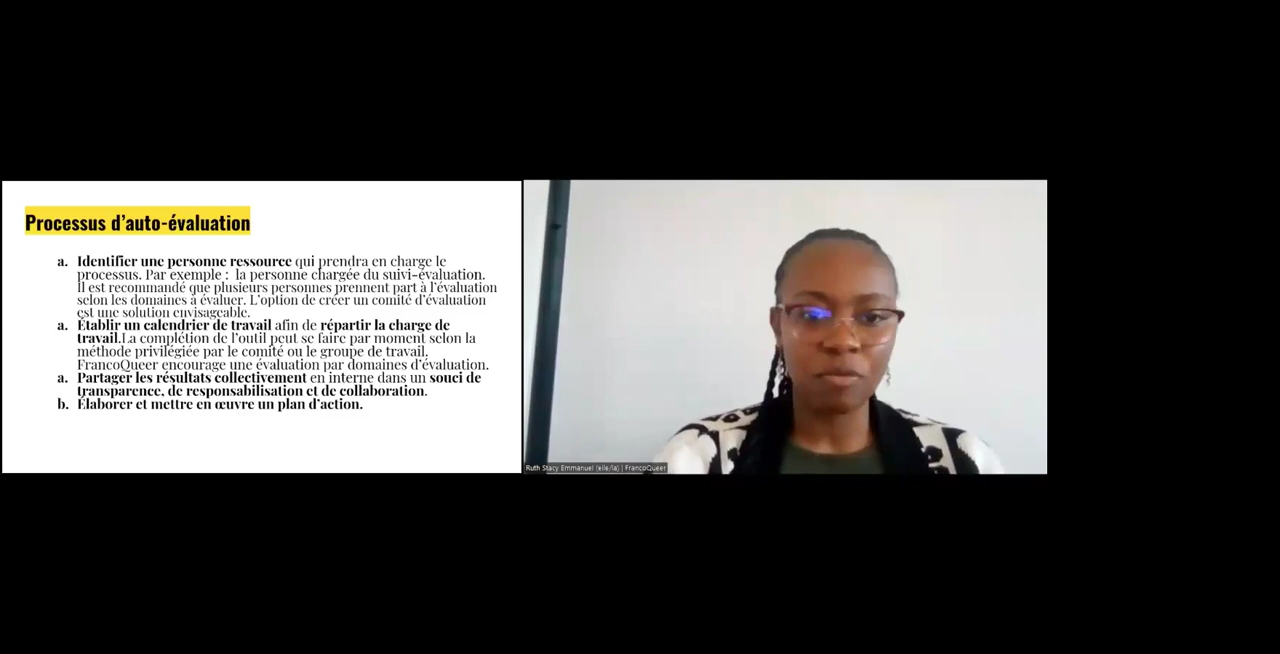 Processus d'auto-évaluation
a. Identifier une personne ressource qui prendra en charge le
processus. Par exemple : la personne chargée du suivi-évaluation.
Il est recommandé que plusieurs personnes prennent part à l'évaluation
selon les domaines à évaluer. L'option de créer un comité d'évaluation
est une solution envisageable.
a. Établir un calendrier de travail afin de répartir la charge de
travail.La complétion de l'outil peut se faire par moment selon la
méthode privilégiée par le comité ou le groupe de travail.
FrancoQueer encourage une évaluation par domaines d'évaluation.
a. Partager les résultats collectivement en interne dans un souci de
transparence, de responsabilisation et de collaboration.
b. Élaborer et mettre en œuvre un plan d'action.
Ruth Stacy Emmanuel (elle/la) | FrancoQueer